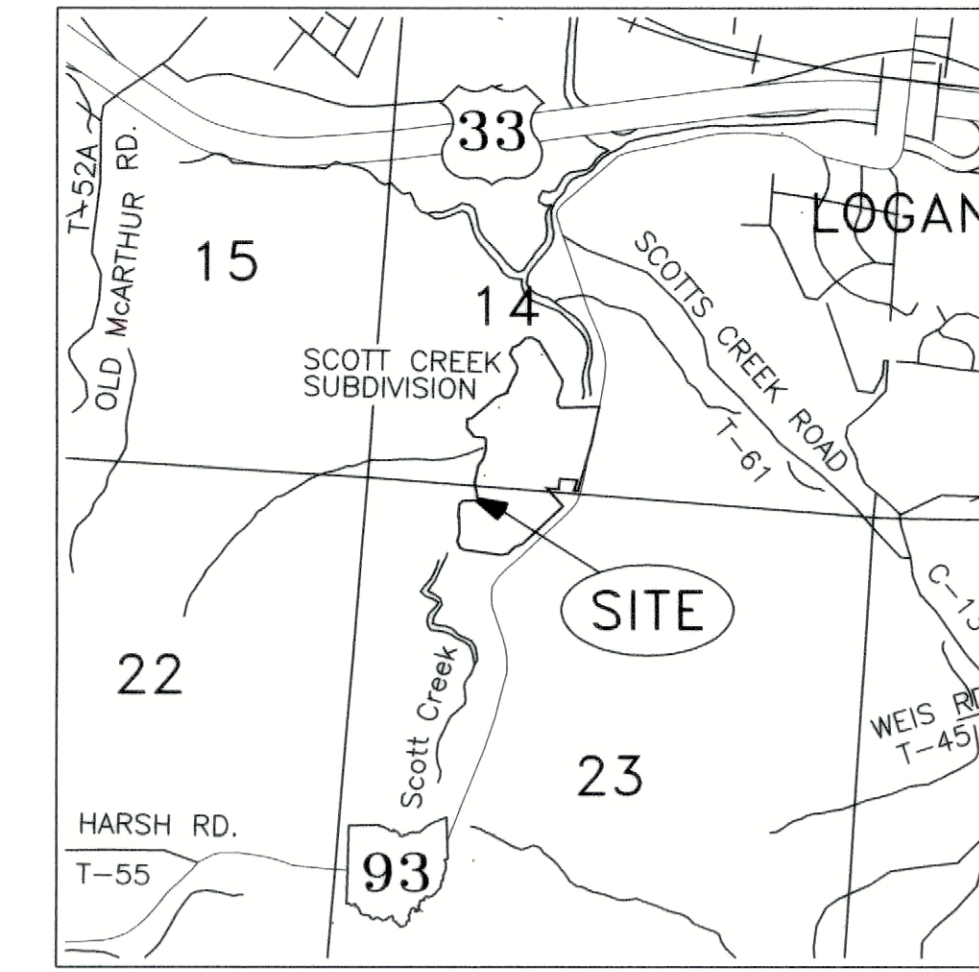 33
T-52A
OLD McARTHUR RD.
15
LOGAN
SCOTTS CREEK ROAD
14
SCOTT CREEK
SUBDIVISION
T-61
SITE
22
Scott Creek
WEIS RD
T-45
23
HARSH RD.
T-55
93